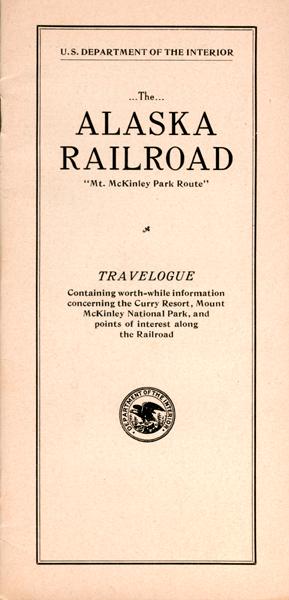 U.S. DEPARTMENT OF THE INTERIOR
...The...
ALASKA
RAILROAD
"Mt. McKinley Park Route"
TRAVELOGUE
Containing worth-while information
concerning the Curry Resort, Mount
McKinley National Park, and
points of interest along
the Railroad
DEPARTMENT OF THE INTERIOR